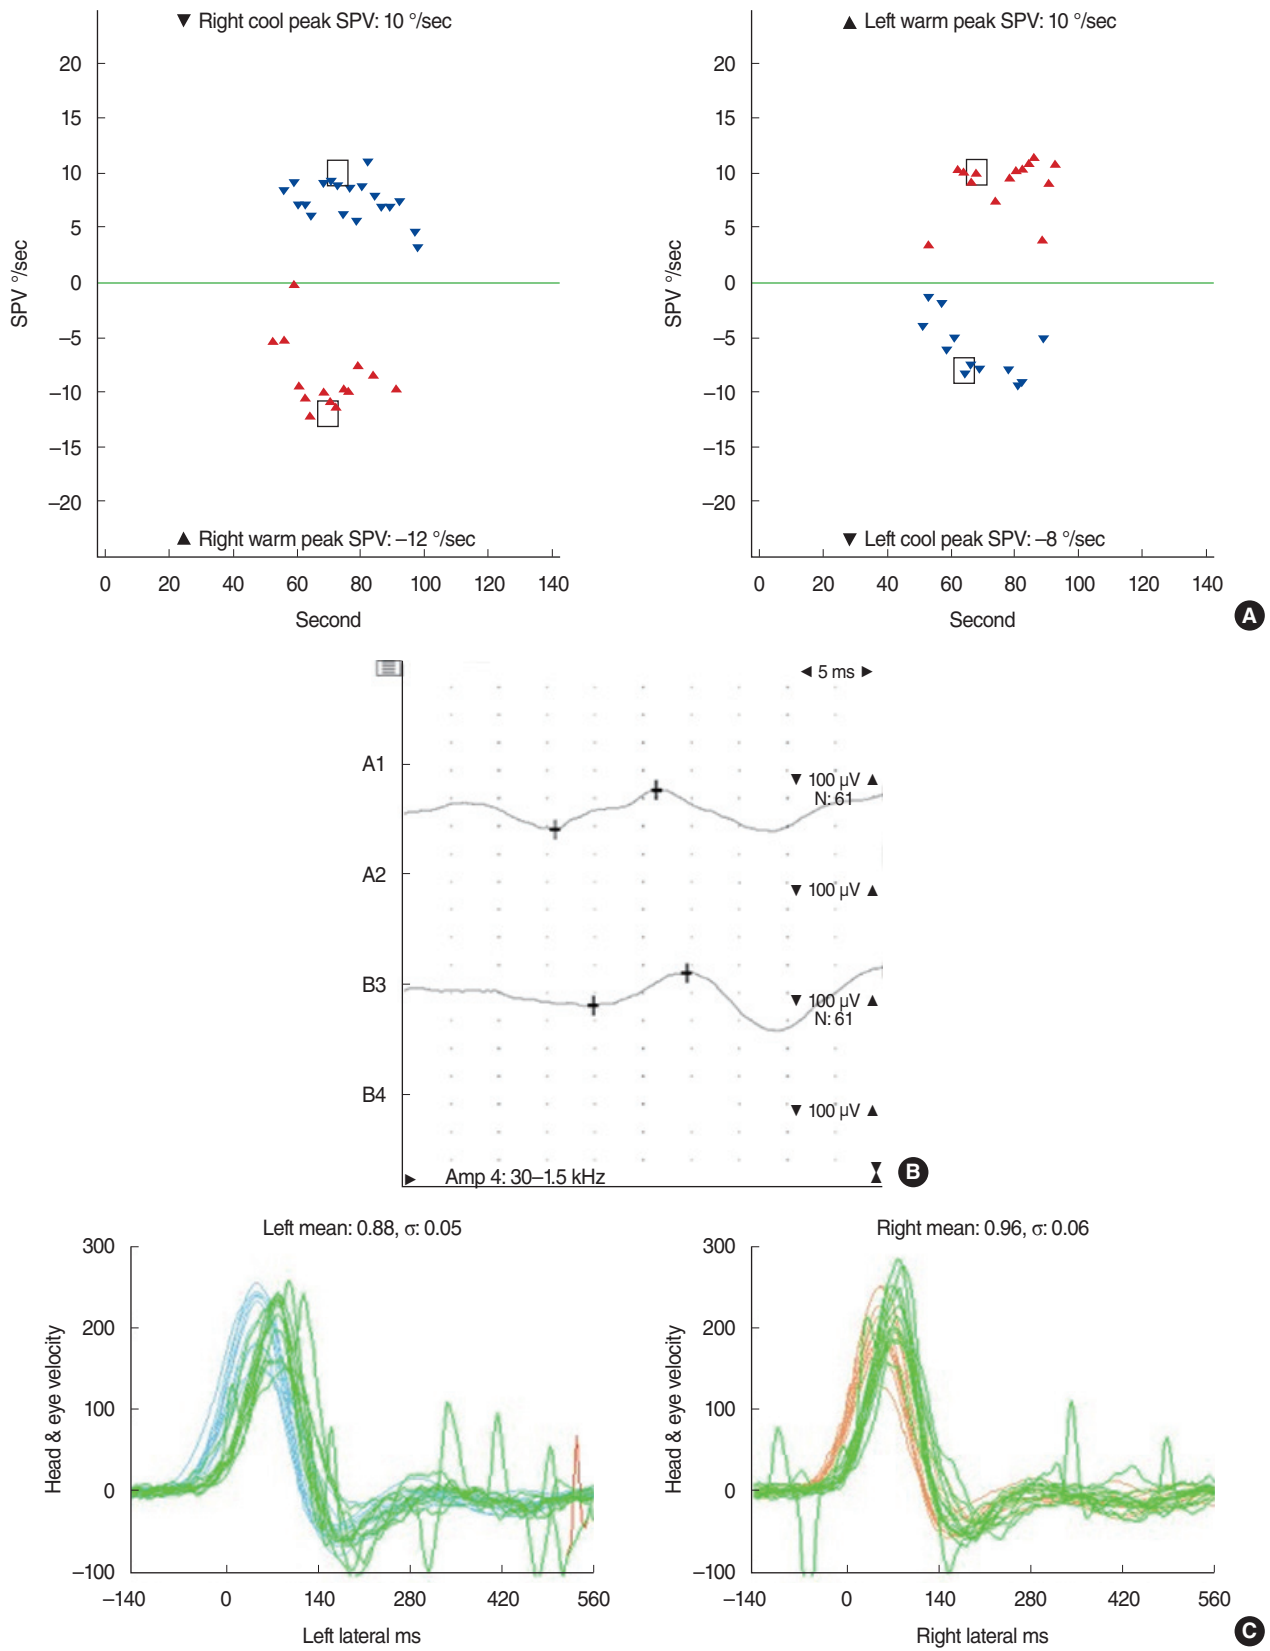 ▼ Right cool peak SPV: 10 °/sec
20
15
10
5
0
–5
–10
–15
–20
SPV °/sec
▲ Right warm peak SPV: –12 °/sec
0 20 40 60 80 100 120 140
Second
▲ Left warm peak SPV: 10 °/sec
20
15
10
5
0
–5
–10
–15
–20
SPV °/sec
▼ Left cool peak SPV: –8 °/sec
0 20 40 60 80 100 120 140
Second
A
◄ 5 ms ►
A1
▼ 100 µV ▲
N: 61
A2
▼ 100 µV ▲
B3
▼ 100 µV ▲
N: 61
B4
▼ 100 µV ▲
Amp 4: 30–1.5 kHz
B
Left mean: 0.88, σ: 0.05
300
200
100
0
–100
Head & eye velocity
–140 0 140 280 420 560
Left lateral ms
Right mean: 0.96, σ: 0.06
300
200
100
0
–100
Head & eye velocity
–140 0 140 280 420 560
Right lateral ms
C